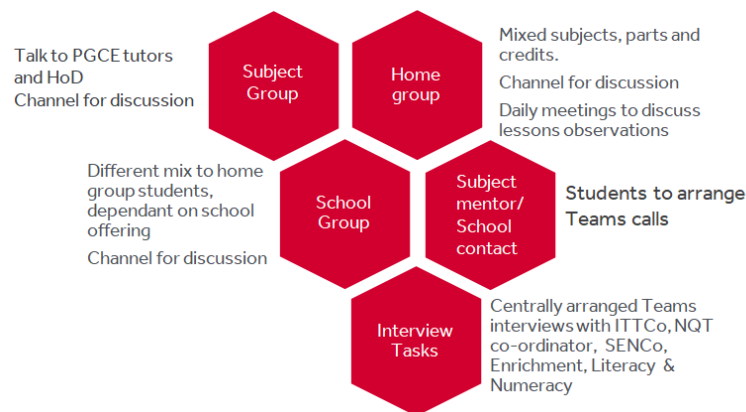 Talk to PGCE tutors
and HoD
Channel for discussion
Subject
Group
Home
group
Mixed subjects, parts and
credits.
Channel for discussion
Daily meetings to discuss
lessons observations
Different mix to home
group students,
dependant on school
offering
Channel for discussion
School
Group
Subject
mentor/
School
contact
Students to arrange
Teams calls
Interview
Tasks
Centrally arranged Teams
interviews with ITTCo, NQT
co-ordinator, SENCo,
Enrichment, Literacy &
Numeracy